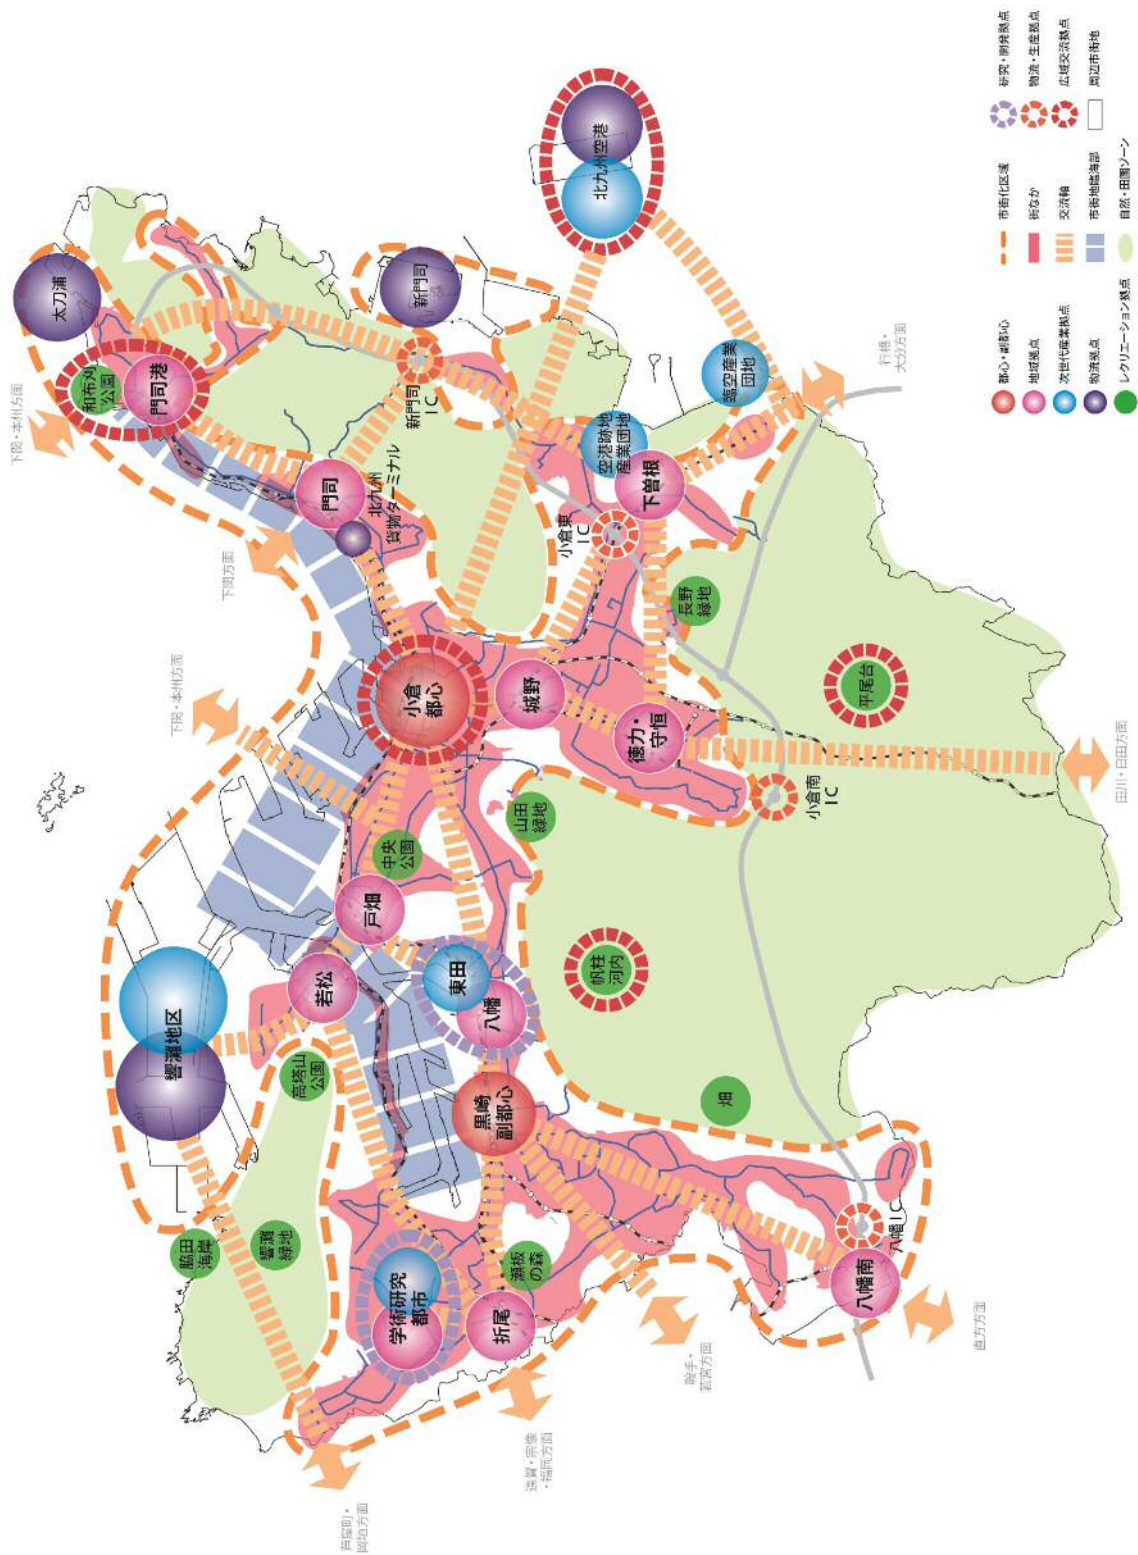 下関・本州方面
太刀浦
和布刈
公園
門司港
新門司
新門司
IC
北九州空港
門司
北九州
貨物ターミナル
下関方面
空港跡地
産業団地
臨空産業
団地
行橋・
大分方面
下曽根
小倉東
IC
長野
緑地
下関・本州方面
小倉
都心
城野
徳力・
守恒
平尾台
小倉南
IC
田川・日田方面
山田
緑地
中央
公園
戸畑
若松
響灘地区
高塔山
公園
東田
八幡
帆柱
河内
黒崎
副都心
畑
脇田
海岸
響灘
緑地
学術研究
都市
折尾
瀬板
の森
八幡IC
八幡南
直方方面
鞍手・
若宮方面
遠賀・宗像
・福岡方面
芦屋町・
岡垣方面
都心・副都心
地域拠点
次世代産業拠点
物流拠点
レクリエーション拠点
市街化区域
街なか
交流軸
市街地臨海部
自然・田園ゾーン
研究・開発拠点
物流・生産拠点
広域交流拠点
周辺市街地